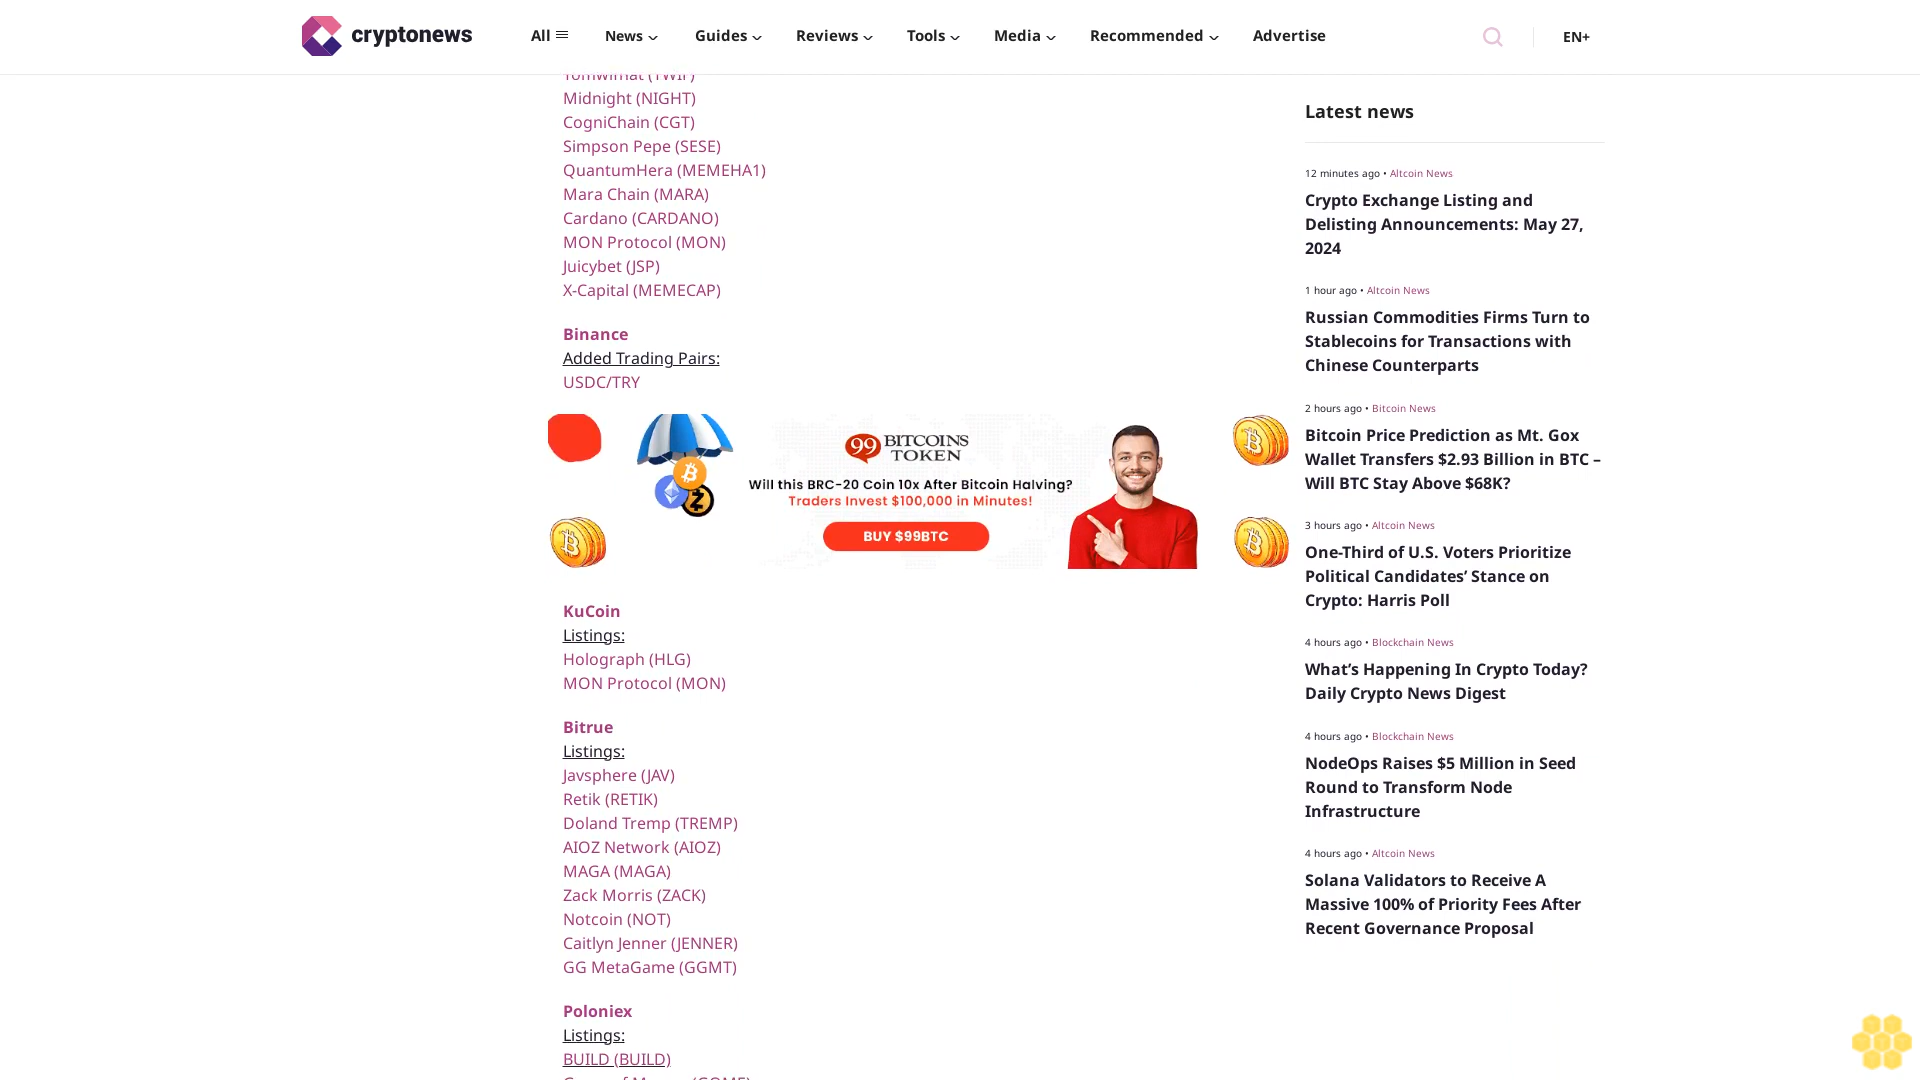 cryptonews
All
News
Guides
Reviews
Tools
Media
Recommended
Advertise
EN+
Tomwifhat (TWIF)
Midnight (NIGHT)
CogniChain (CGT)
Simpson Pepe (SESE)
QuantumHera (MEMEHA1)
Mara Chain (MARA)
Cardano (CARDANO)
MON Protocol (MON)
Juicybet (JSP)
X-Capital (MEMECAP)
Binance
Added Trading Pairs:
USDC/TRY
99 BITCOINS
TOKEN
Will this BRC-20 Coin 10x After Bitcoin Halving?
Traders Invest $100,000 in Minutes!
BUY $99BTC
KuCoin
Listings:
Holograph (HLG)
MON Protocol (MON)
Bitrue
Listings:
Javsphere (JAV)
Retik (RETIK)
Doland Tremp (TREMP)
AIOZ Network (AIOZ)
MAGA (MAGA)
Zack Morris (ZACK)
Notcoin (NOT)
Caitlyn Jenner (JENNER)
GG MetaGame (GGMT)
Poloniex
Listings:
BUILD (BUILD)
Latest news
12 minutes ago • Altcoin News
Crypto Exchange Listing and
Delisting Announcements: May 27,
2024
1 hour ago • Altcoin News
Russian Commodities Firms Turn to
Stablecoins for Transactions with
Chinese Counterparts
2 hours ago • Bitcoin News
Bitcoin Price Prediction as Mt. Gox
Wallet Transfers $2.93 Billion in BTC –
Will BTC Stay Above $68K?
3 hours ago • Altcoin News
One-Third of U.S. Voters Prioritize
Political Candidates’ Stance on
Crypto: Harris Poll
4 hours ago • Blockchain News
What’s Happening In Crypto Today?
Daily Crypto News Digest
4 hours ago • Blockchain News
NodeOps Raises $5 Million in Seed
Round to Transform Node
Infrastructure
4 hours ago • Altcoin News
Solana Validators to Receive A
Massive 100% of Priority Fees After
Recent Governance Proposal